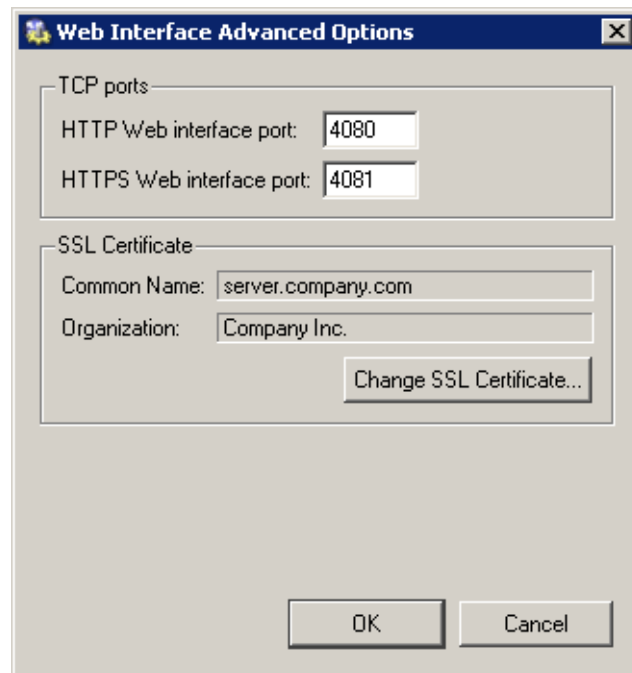 Web Interface Advanced Options
TCP ports
HTTP Web interface port: 4080
HTTPS Web interface port: 4081
SSL Certificate
Common Name: server.company.com
Organization: Company Inc.
Change SSL Certificate...
OK Cancel